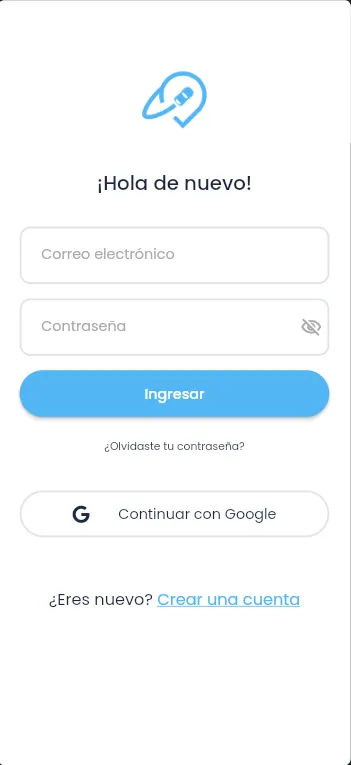 ¡Hola de nuevo!
Correo electrónico
Contraseña
Ingresar
¿Olvidaste tu contraseña?
G Continuar con Google
¿Eres nuevo? Crear una cuenta